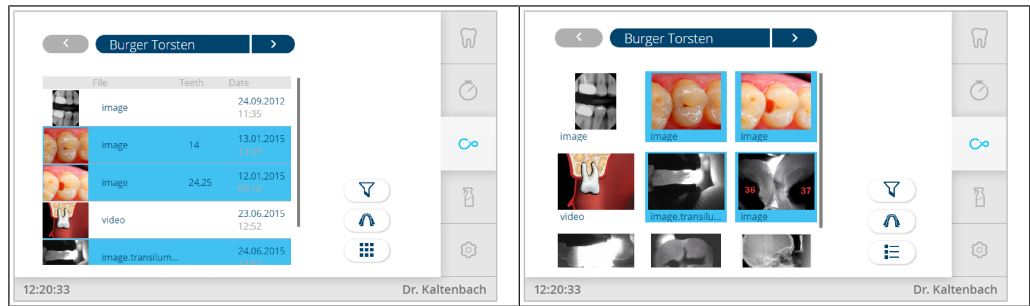 Burger Torsten
File Teeth Date
image 24.09.2012
11:35
image 14 13.01.2015
image 24,25 12.01.2015
09:10
video 23.06.2015
12:52
image.transilum... 24.06.2015
12:20:33 Dr. Kaltenbach
Burger Torsten
image image image
36 37
video image.transilu... image
12:20:33 Dr. Kaltenbach